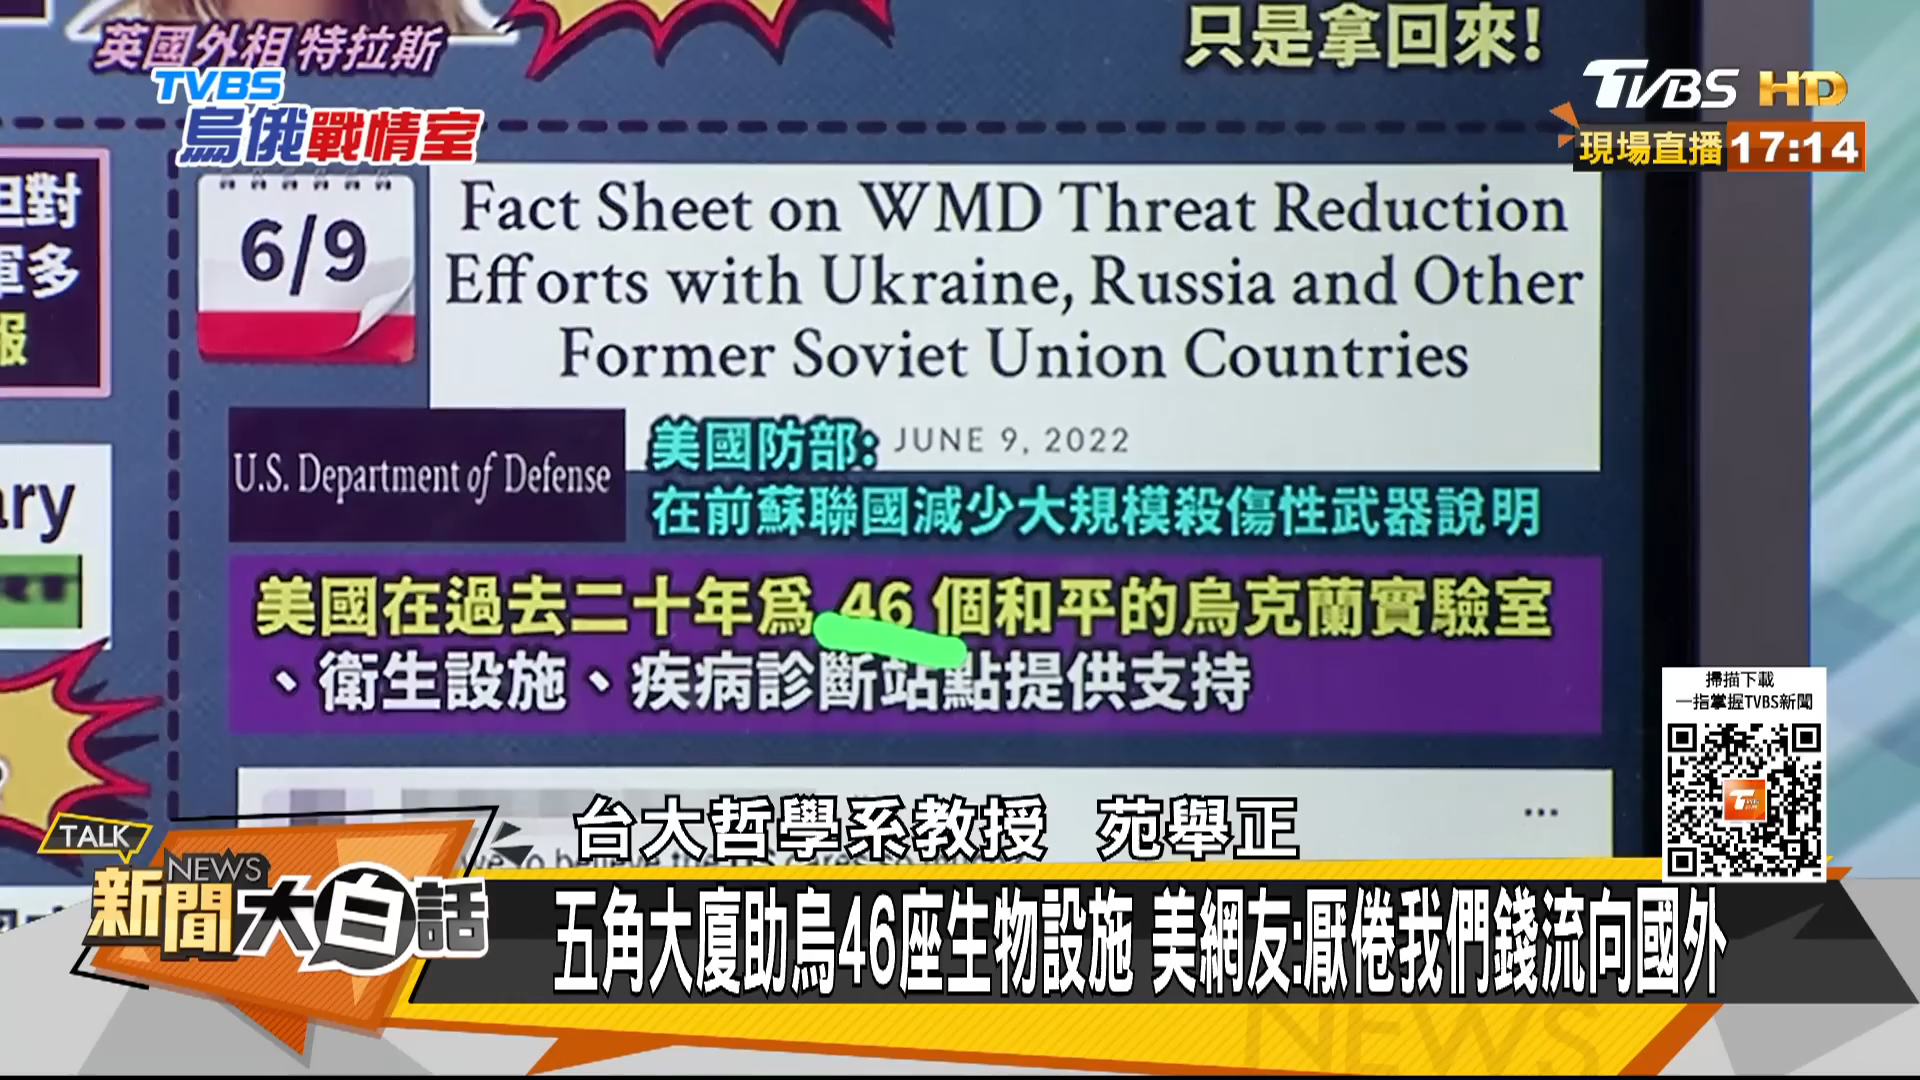 只是拿回來!
英國外相 特拉斯
TVBS
烏俄戰情室
TVBS HD
現場直播 17:14
但對
軍多
報
6/9
Fact Sheet on WMD Threat Reduction
Efforts with Ukraine, Russia and Other
Former Soviet Union Countries
U.S. Department of Defense
美國防部: JUNE 9, 2022
在前蘇聯國減少大規模殺傷性武器說明
ary
美國在過去二十年為 46 個和平的烏克蘭實驗室
、衛生設施、疾病診斷站點提供支持
掃描下載
一指掌握TVBS新聞
台大哲學系教授 苑舉正
TALK
NEWS
新聞大白話
五角大廈助烏46座生物設施 美網友:厭倦我們錢流向國外
NEWS